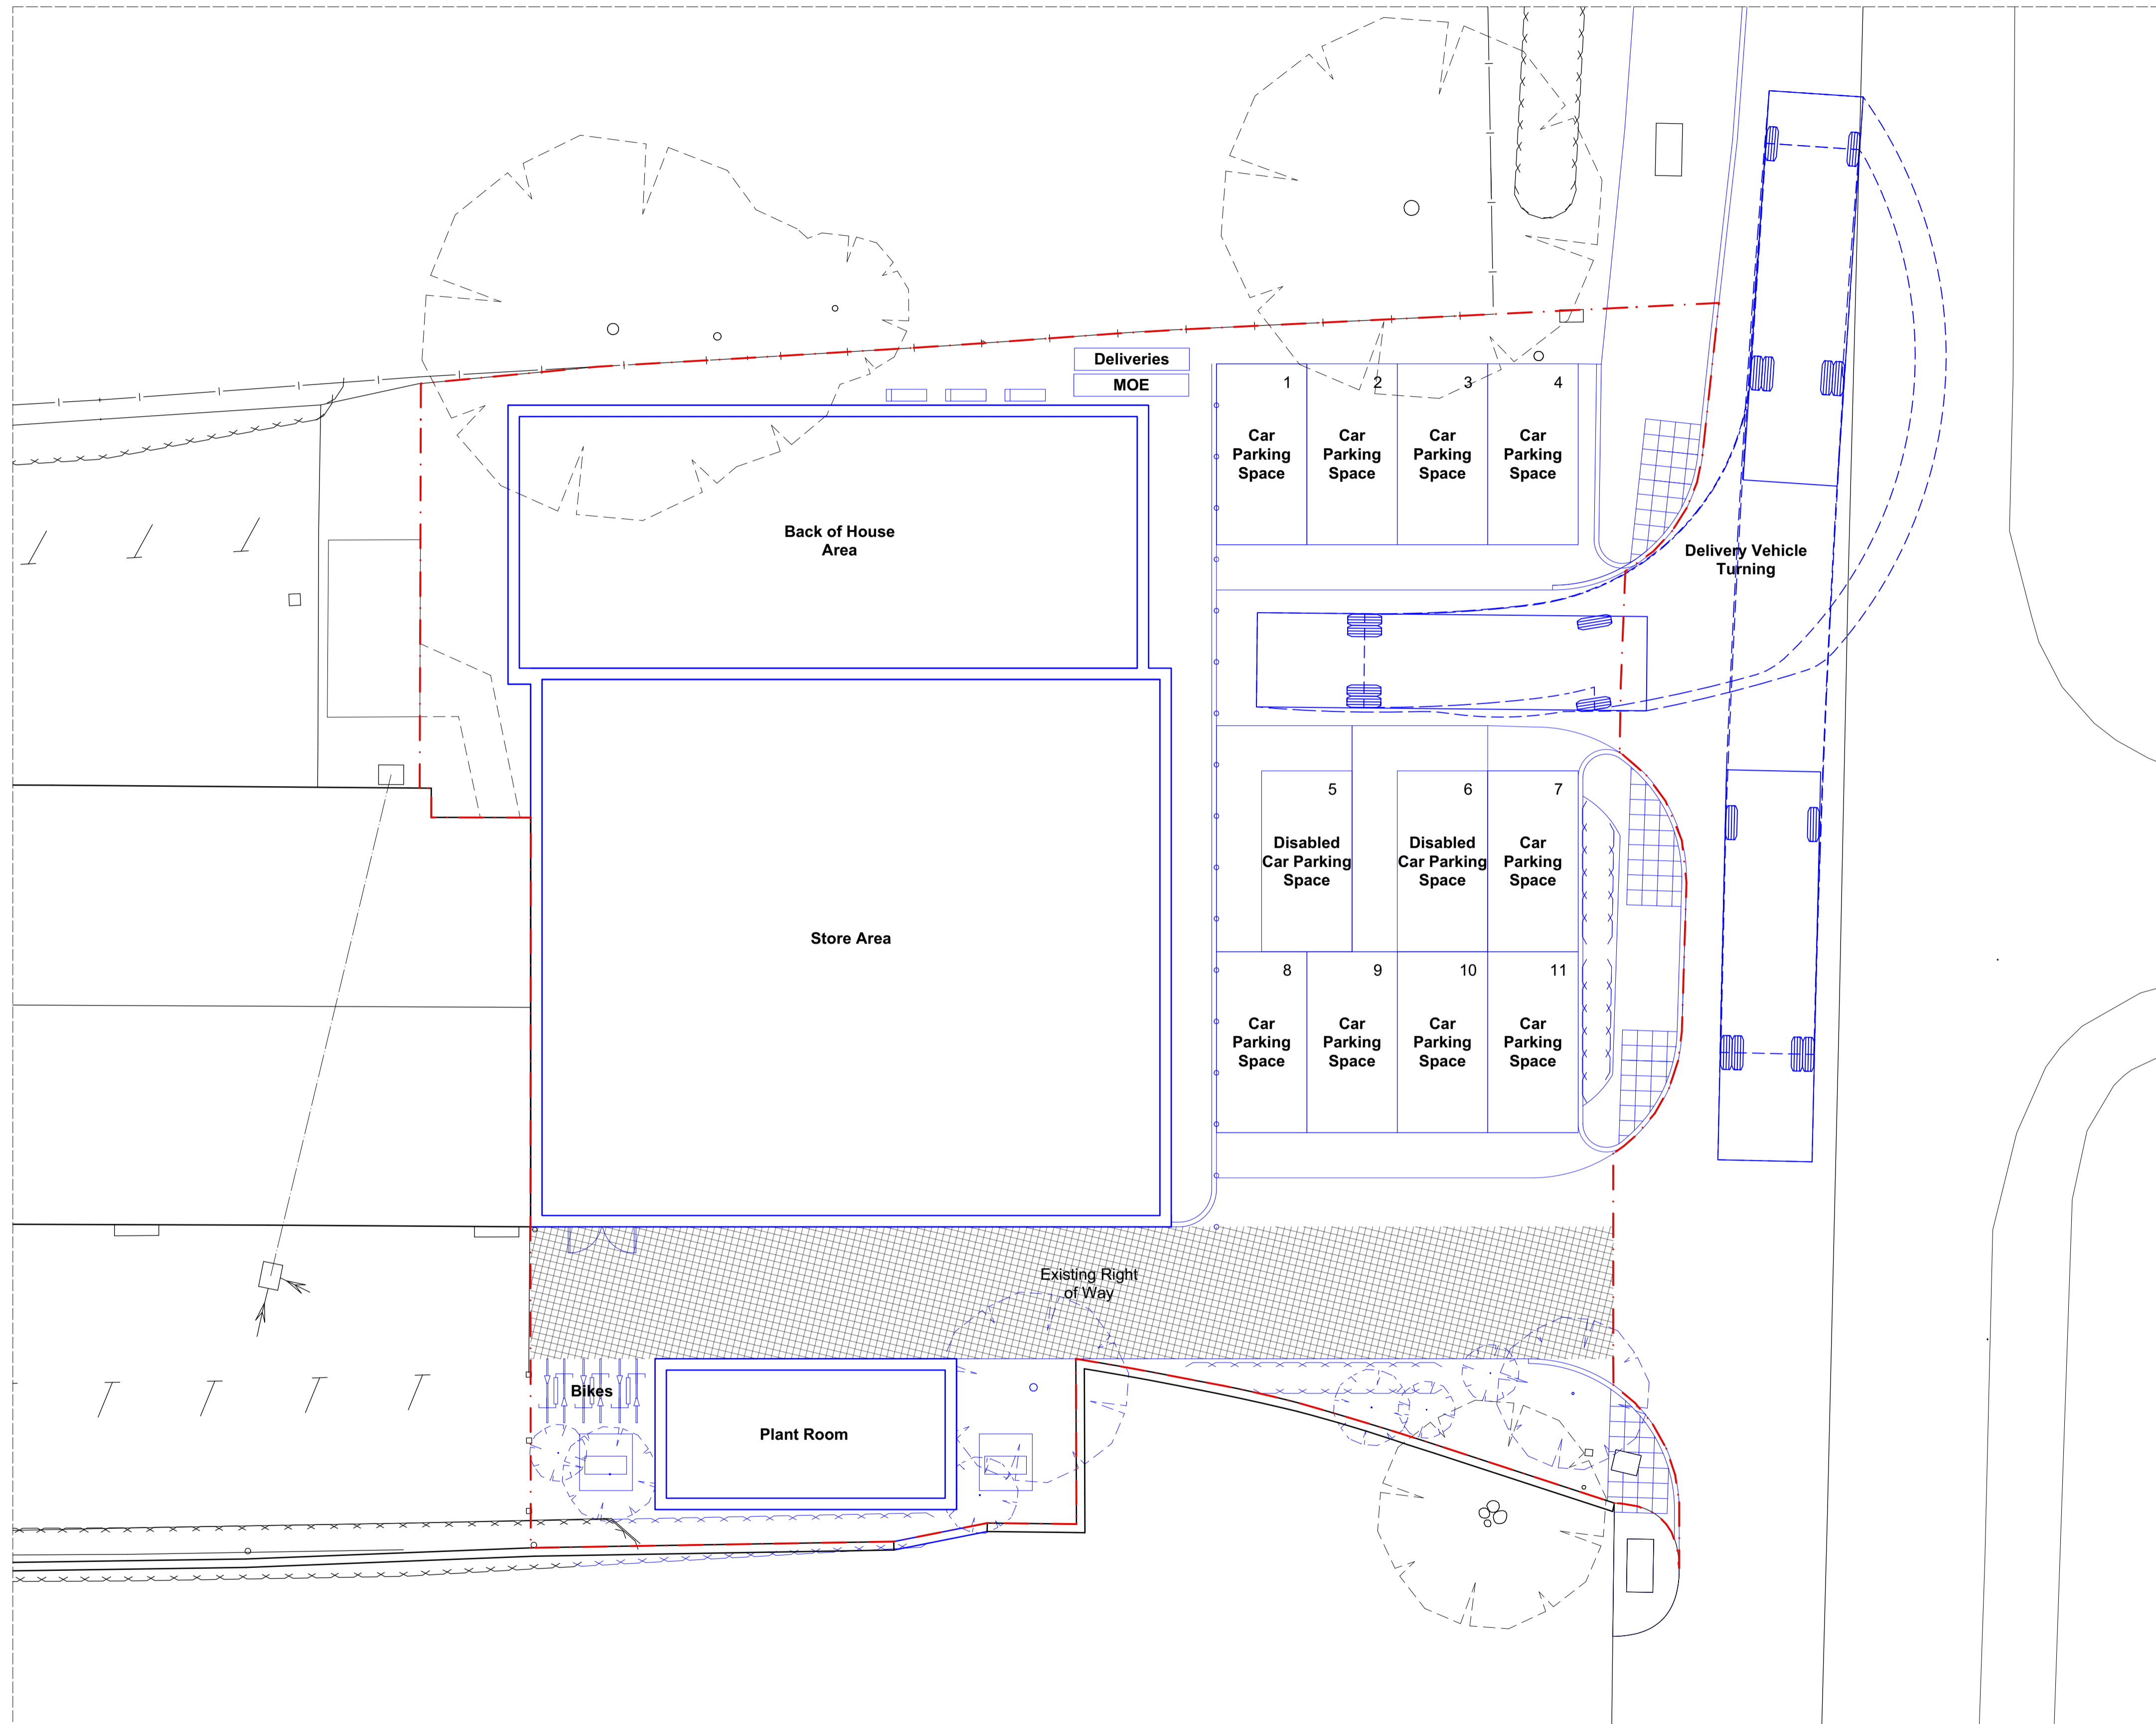 Deliveries
MOE
1
2
3
4
Car
Parking
Space
Car
Parking
Space
Car
Parking
Space
Car
Parking
Space
Back of House
Area
Delivery Vehicle
Turning
5
6
7
Disabled
Car Parking
Space
Disabled
Car Parking
Space
Car
Parking
Space
Store Area
8
9
10
11
Car
Parking
Space
Car
Parking
Space
Car
Parking
Space
Car
Parking
Space
Existing Right
of Way
Bikes
Plant Room